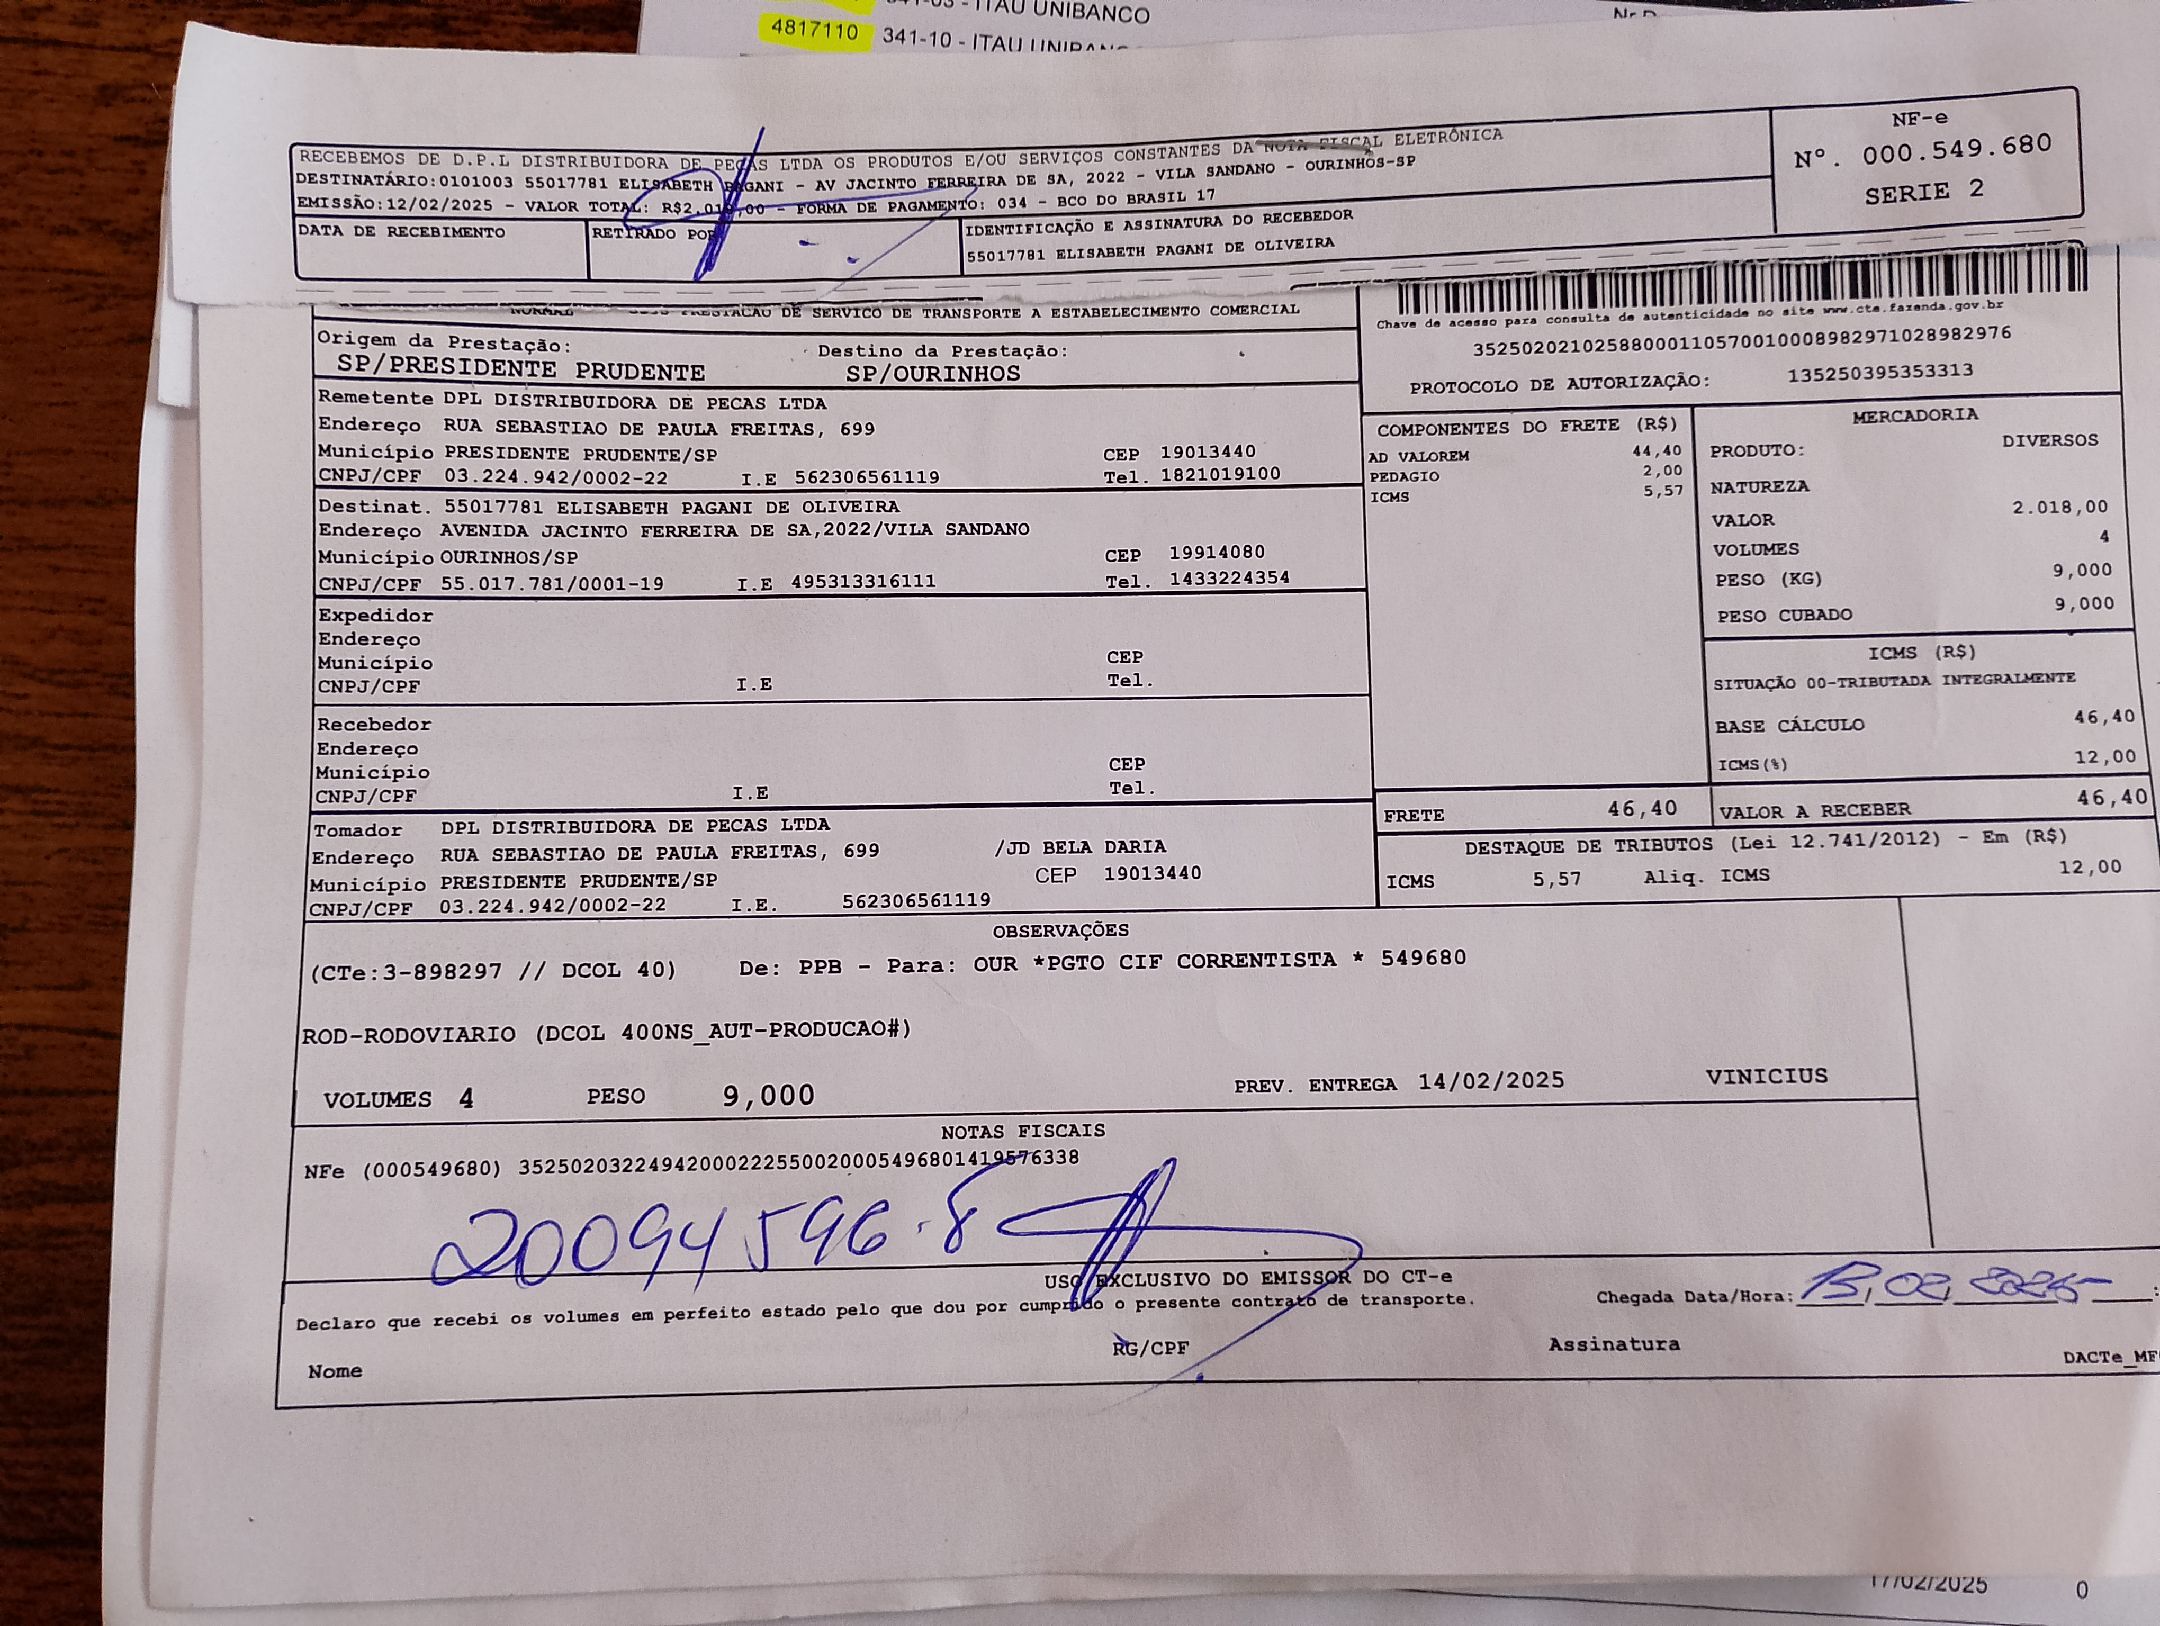 ITAU UNIBANCO
4817110 341-10 - ITAU
RECEBEMOS DE D.P.L DISTRIBUIDORA DE PEÇAS LTDA OS PRODUTOS E/OU SERVIÇOS CONSTANTES DA NOTA FISCAL ELETRÔNICA
DESTINATÁRIO:0101003 55017781 ELISABETH PAGANI - AV JACINTO FERREIRA DE SA, 2022 - VILA SANDANO - OURINHOS-SP
EMISSÃO:12/02/2025 - VALOR TOTAL: - FORMA DE PAGAMENTO: 034 - BCO DO BRASIL 17
NF-e
Nº. 000.549.680
SERIE 2
DATA DE RECEBIMENTO
RETIRADO POR
IDENTIFICAÇÃO E ASSINATURA DO RECEBEDOR
55017781 ELISABETH PAGANI DE OLIVEIRA
NORMAL PRESTACAO DE SERVICO DE TRANSPORTE A ESTABELECIMENTO COMERCIAL
Origem da Prestação: Destino da Prestação:
SP/PRESIDENTE PRUDENTE SP/OURINHOS
Chave de acesso para consulta de autenticidade no site www.cte.fazenda.gov.br
35250202102588000110570010008982971028982976
PROTOCOLO DE AUTORIZAÇÃO: 135250395353313
Remetente DPL DISTRIBUIDORA DE PECAS LTDA
Endereço RUA SEBASTIAO DE PAULA FREITAS, 699
Município PRESIDENTE PRUDENTE/SP CEP 19013440
CNPJ/CPF 03.224.942/0002-22 I.E 562306561119 Tel. 1821019100
Destinat. 55017781 ELISABETH PAGANI DE OLIVEIRA
Endereço AVENIDA JACINTO FERREIRA DE SA,2022/VILA SANDANO
Município OURINHOS/SP CEP 19914080
CNPJ/CPF 55.017.781/0001-19 I.E 495313316111 Tel. 1433224354
Expedidor
Endereço
Município CEP
CNPJ/CPF I.E Tel.
Recebedor
Endereço
Município CEP
CNPJ/CPF I.E Tel.
Tomador DPL DISTRIBUIDORA DE PECAS LTDA
Endereço RUA SEBASTIAO DE PAULA FREITAS, 699 /JD BELA DARIA
Município PRESIDENTE PRUDENTE/SP CEP 19013440
CNPJ/CPF 03.224.942/0002-22 I.E. 562306561119
COMPONENTES DO FRETE (R$)
AD VALOREM 44,40
PEDAGIO 2,00
ICMS 5,57
MERCADORIA
PRODUTO: DIVERSOS
NATUREZA
VALOR 2.018,00
VOLUMES 4
PESO (KG) 9,000
PESO CUBADO 9,000
ICMS (R$)
SITUAÇÃO 00-TRIBUTADA INTEGRALMENTE
BASE CÁLCULO 46,40
ICMS(%) 12,00
FRETE 46,40 VALOR A RECEBER 46,40
DESTAQUE DE TRIBUTOS (Lei 12.741/2012) - Em (R$)
ICMS 5,57 Aliq. ICMS 12,00
OBSERVAÇÕES
(CTe:3-898297 // DCOL 40) De: PPB - Para: OUR *PGTO CIF CORRENTISTA * 549680
ROD-RODOVIARIO (DCOL 400NS_AUT-PRODUCAO#)
VOLUMES 4 PESO 9,000 PREV. ENTREGA 14/02/2025 VINICIUS
NOTAS FISCAIS
NFe (000549680) 35250203224942000222550020005496801419576338
20094596-8
USO EXCLUSIVO DO EMISSOR DO CT-e
Declaro que recebi os volumes em perfeito estado pelo que dou por cumprido o presente contrato de transporte.
Chegada Data/Hora: 13,02,2025 :
Nome RG/CPF Assinatura
DACTe_MF
17/02/2025 0